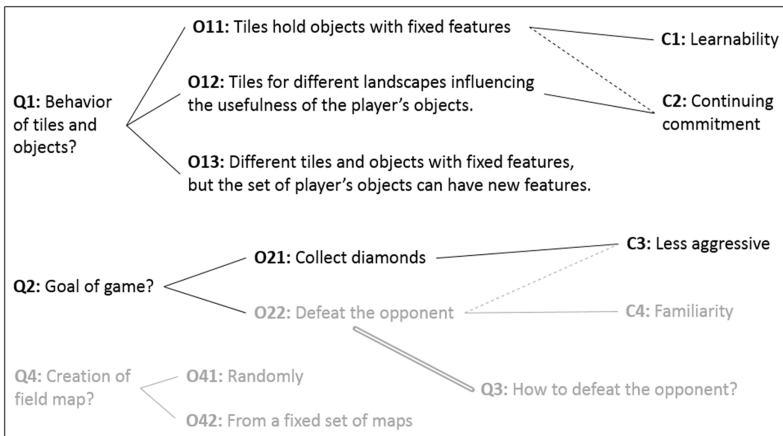 O11: Tiles hold objects with fixed features
C1: Learnability
Q1: Behavior
of tiles and
objects?
O12: Tiles for different landscapes influencing
the usefulness of the player's objects.
C2: Continuing
commitment
O13: Different tiles and objects with fixed features,
but the set of player's objects can have new features.
Q2: Goal of game?
O21: Collect diamonds
C3: Less aggressive
O22: Defeat the opponent
C4: Familiarity
Q4: Creation of
field map?
O41: Randomly
Q3: How to defeat the opponent?
O42: From a fixed set of maps